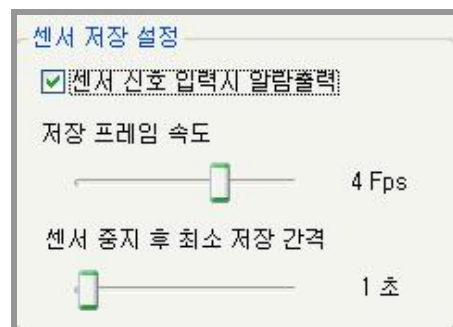 센서 저장 설정
센서 신호 입력시 알람출력
저장 프레임 속도
4 Fps
센서 중지 후 최소 저장 간격
1 초